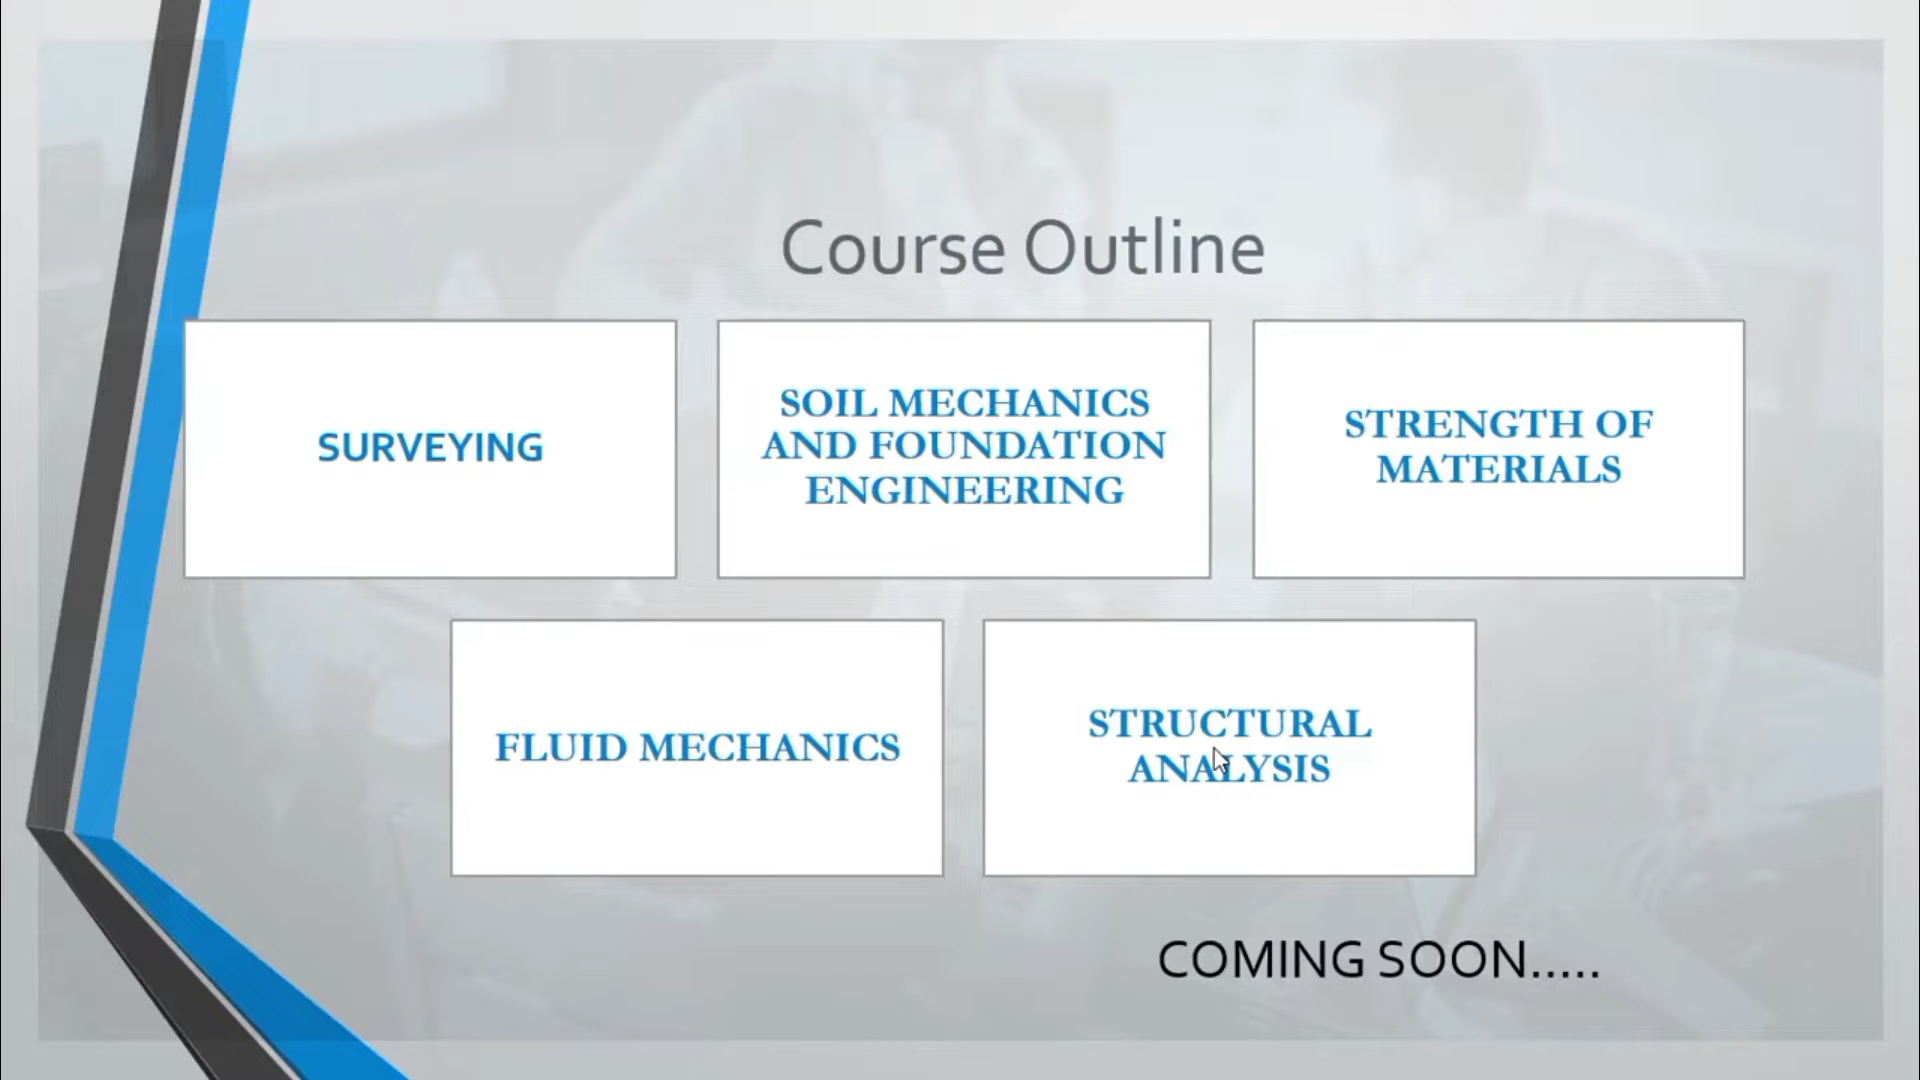 Course Outline
SURVEYING
SOIL MECHANICS
AND FOUNDATION
ENGINEERING
STRENGTH OF
MATERIALS
FLUID MECHANICS
STRUCTURAL
ANALYSIS
COMING SOON.....